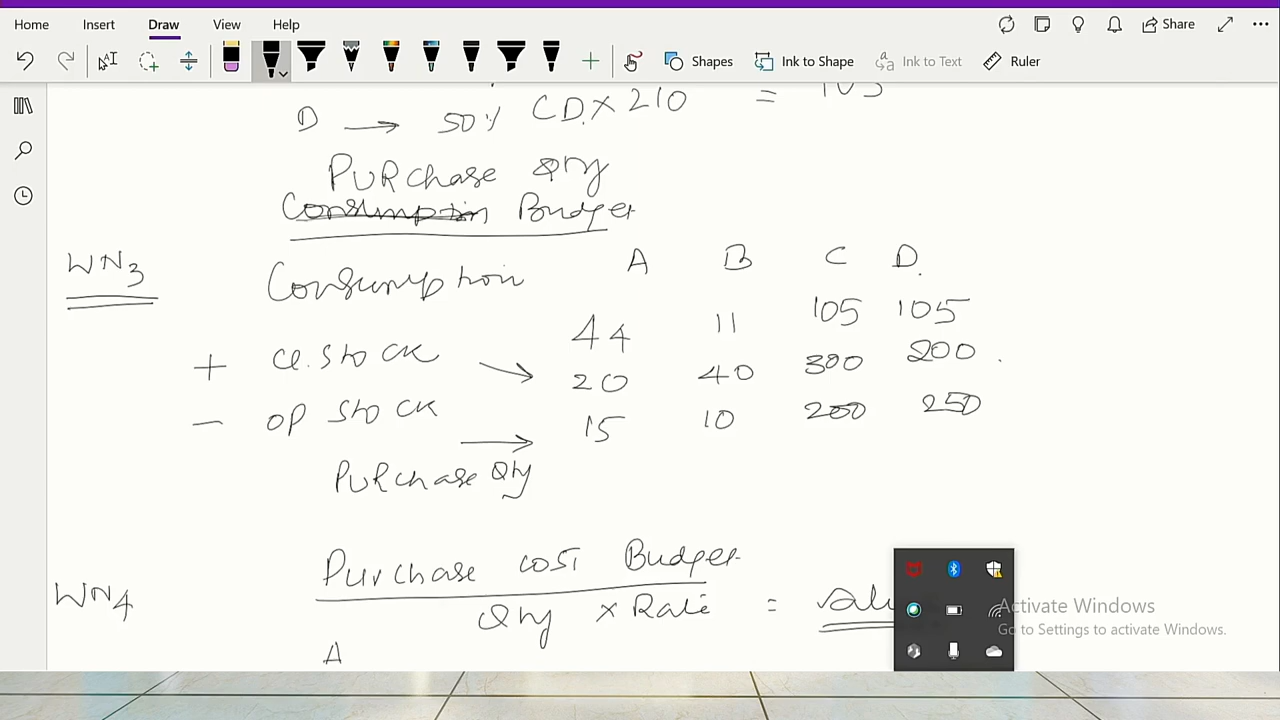 Home Insert Draw View Help Share
Shapes Ink to Shape Ink to Text Ruler
D → 50% CD. X 210 = 105
PURchase Qty
Consumption Budget
WN3
A B C D.
Consumption 44 11 105 105
+ Cl. Stock → 20 40 300 200
- OP Stock → 15 10 200 250
PURchase Qty
WN4
Purchase cost Budget
Qty x Rate =
A
Activate Windows
Go to Settings to activate Windows.